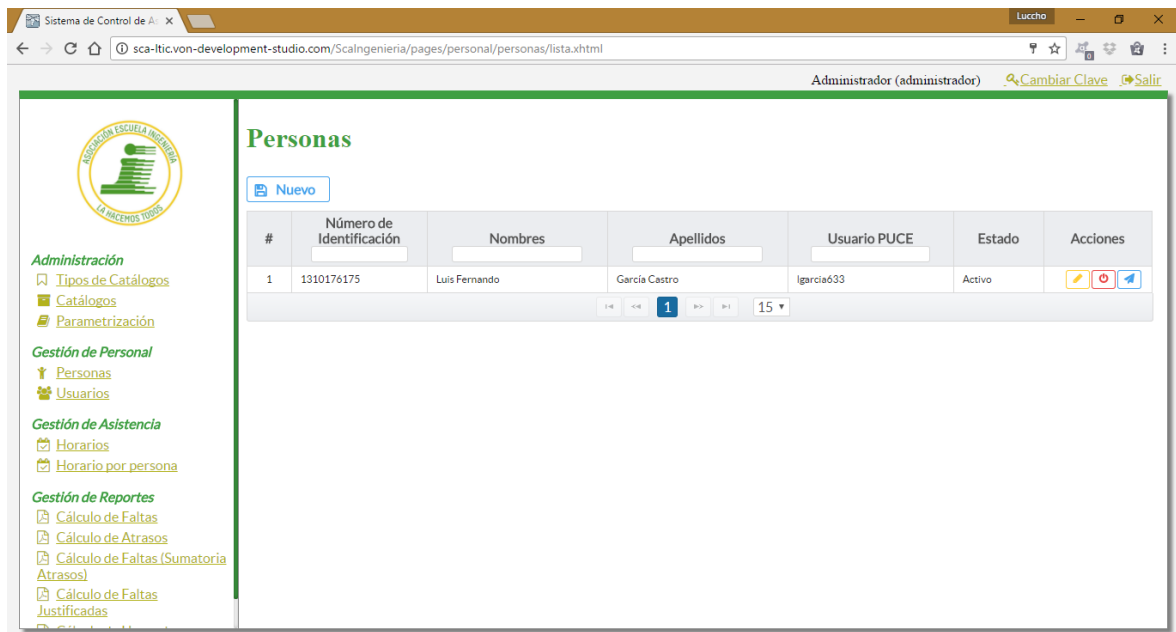 Sistema de Control de As
Luccho
sca-ltic.von-development-studio.com/ScaIngenieria/pages/personal/personas/lista.xhtml
0
Administrador (administrador) Cambiar Clave Salir
ASOCIACIÓN ESCUELA INGENIERÍA
LA HACEMOS TODOS
Administración
Tipos de Catálogos
Catálogos
Parametrización
Gestión de Personal
Personas
Usuarios
Gestión de Asistencia
Horarios
Horario por persona
Gestión de Reportes
Cálculo de Faltas
Cálculo de Atrasos
Cálculo de Faltas (Sumatoria
Atrasos)
Cálculo de Faltas
Justificadas
Personas
Nuevo
# Número de Identificación Nombres Apellidos Usuario PUCE Estado Acciones
1 1310176175 Luis Fernando García Castro lgarcia633 Activo
1 15